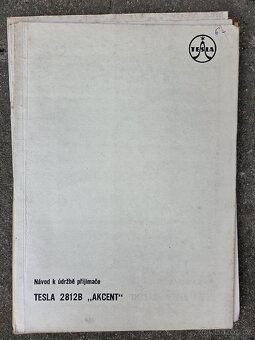 TESLA
Návod k údržbě přijímače
TESLA 2812B „AKCENT"